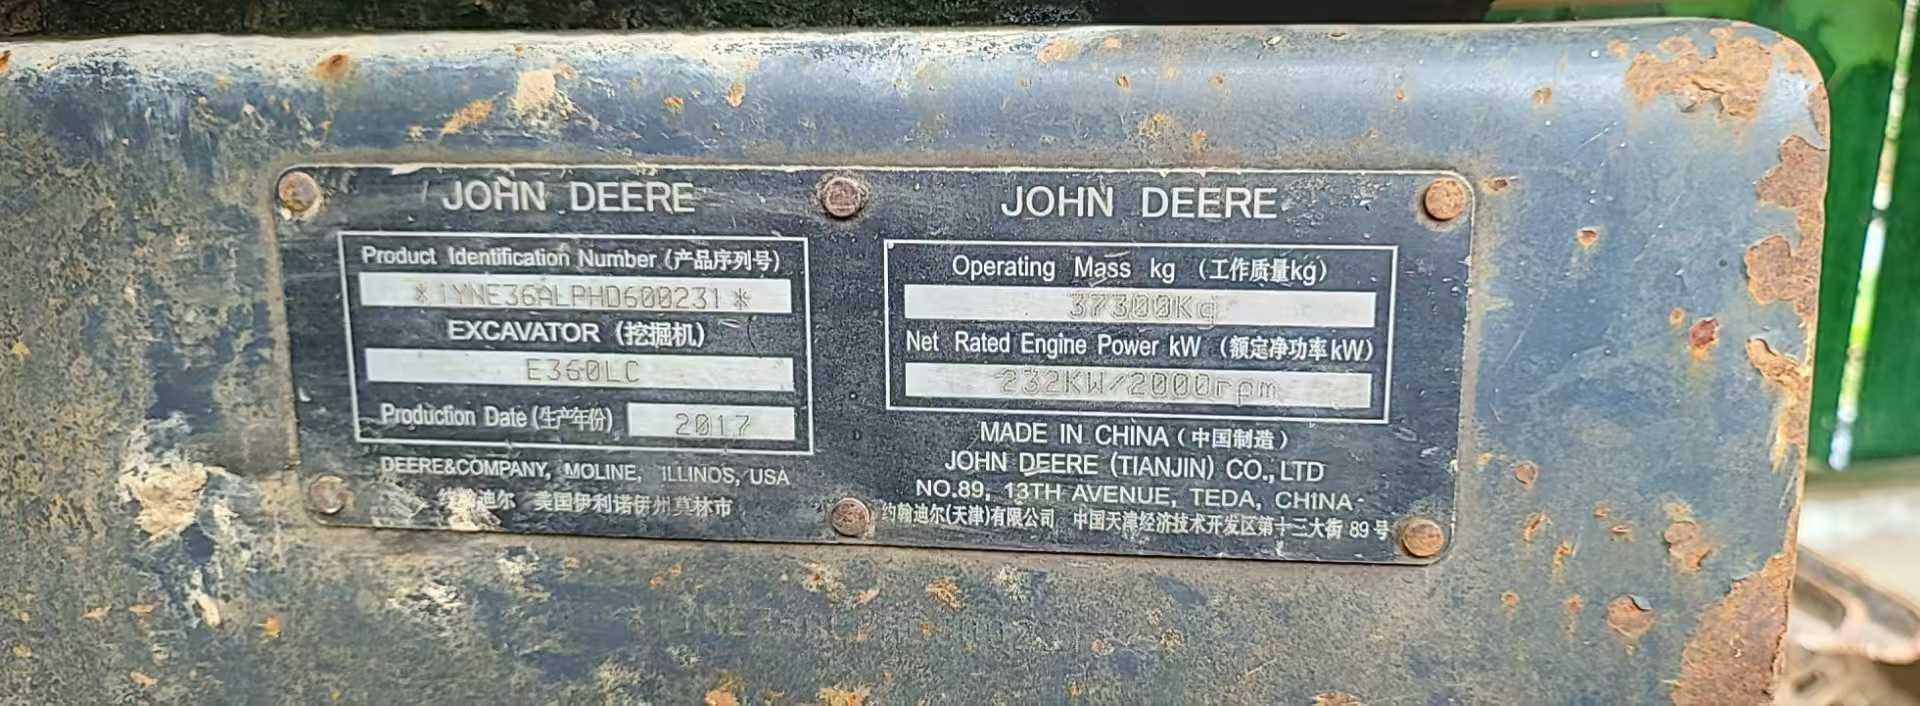 JOHN DEERE
Product Identification Number (产品序列号)
*1YNE36ALPHD600231*
EXCAVATOR (挖掘机)
E360LC
Production Date (生产年份) 2017
DEERE&COMPANY, MOLINE, ILLINOS, USA
约翰迪尔 美国伊利诺伊州莫林市
JOHN DEERE
Operating Mass kg (工作质量kg)
37300Kg
Net Rated Engine Power kW (额定净功率kW)
232KW/2000rpm
MADE IN CHINA (中国制造)
JOHN DEERE (TIANJIN) CO.,LTD
NO.89, 13TH AVENUE, TEDA, CHINA
约翰迪尔(天津)有限公司 中国天津经济技术开发区第十三大街 89 号